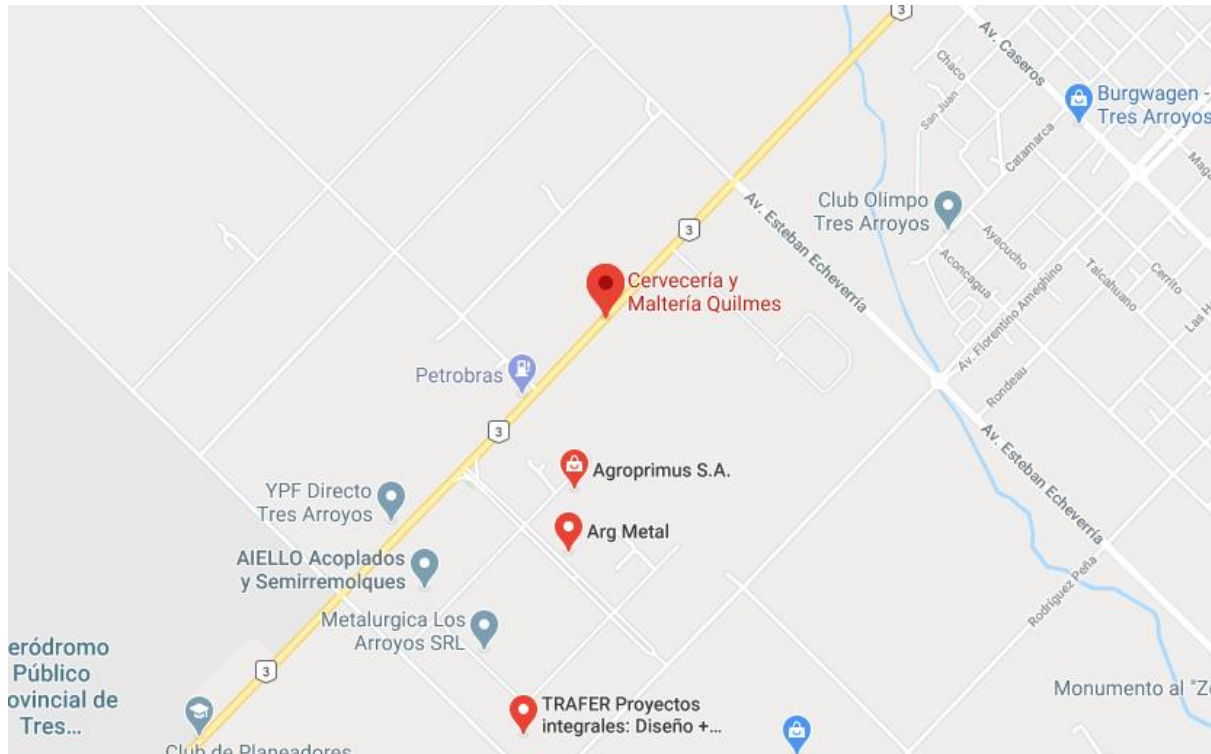 3
Av. Caseros
Chaco
San Juan
Catamarca
Burgwagen -
Tres Arroyos
Av. Esteban Echeverría
Club Olimpo
Tres Arroyos
3
Ayacucho
Aconcagua
Talcahuano
Cerrito
Av. Florentino Ameghino
Rondeau
Cervecería y
Maltería Quilmes
Petrobras
3
Av. Esteban Echeverría
Agroprimus S.A.
YPF Directo
Tres Arroyos
Arg Metal
AIELLO Acoplados
y Semirremolques
Rodríguez Peña
Metalurgica Los
Arroyos SRL
eródromo
Público
ovincial de
Tres...
3
Monumento al "Z
TRAFER Proyectos
integrales: Diseño +...
Club de Planeadores